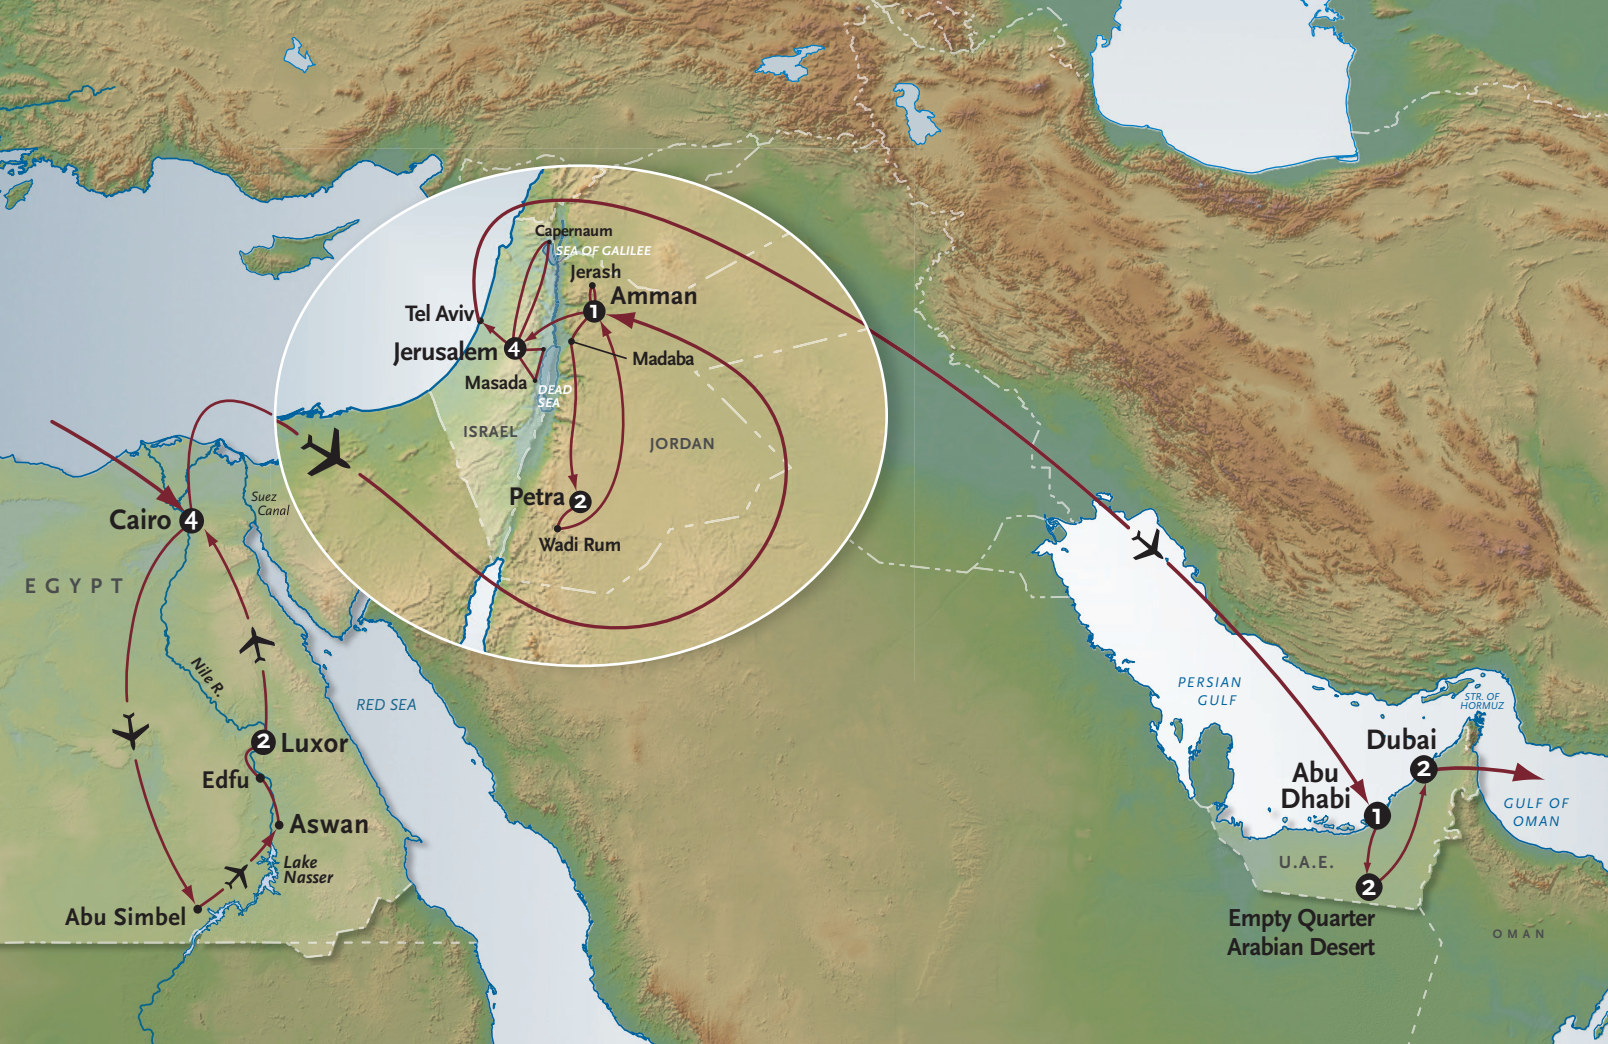 Capernaum
SEA OF GALILEE
Jerash
1
Amman
Tel Aviv
Jerusalem
4
Madaba
Masada
DEAD
SEA
ISRAEL
JORDAN
Petra
2
Wadi Rum
Suez
Canal
Cairo
4
EGYPT
Nile R.
RED SEA
2
Luxor
Edfu
Aswan
Lake
Nasser
Abu Simbel
PERSIAN
GULF
STR. OF
HORMUZ
Dubai
2
Abu
Dhabi
1
GULF OF
OMAN
U.A.E.
2
Empty Quarter
Arabian Desert
OMAN